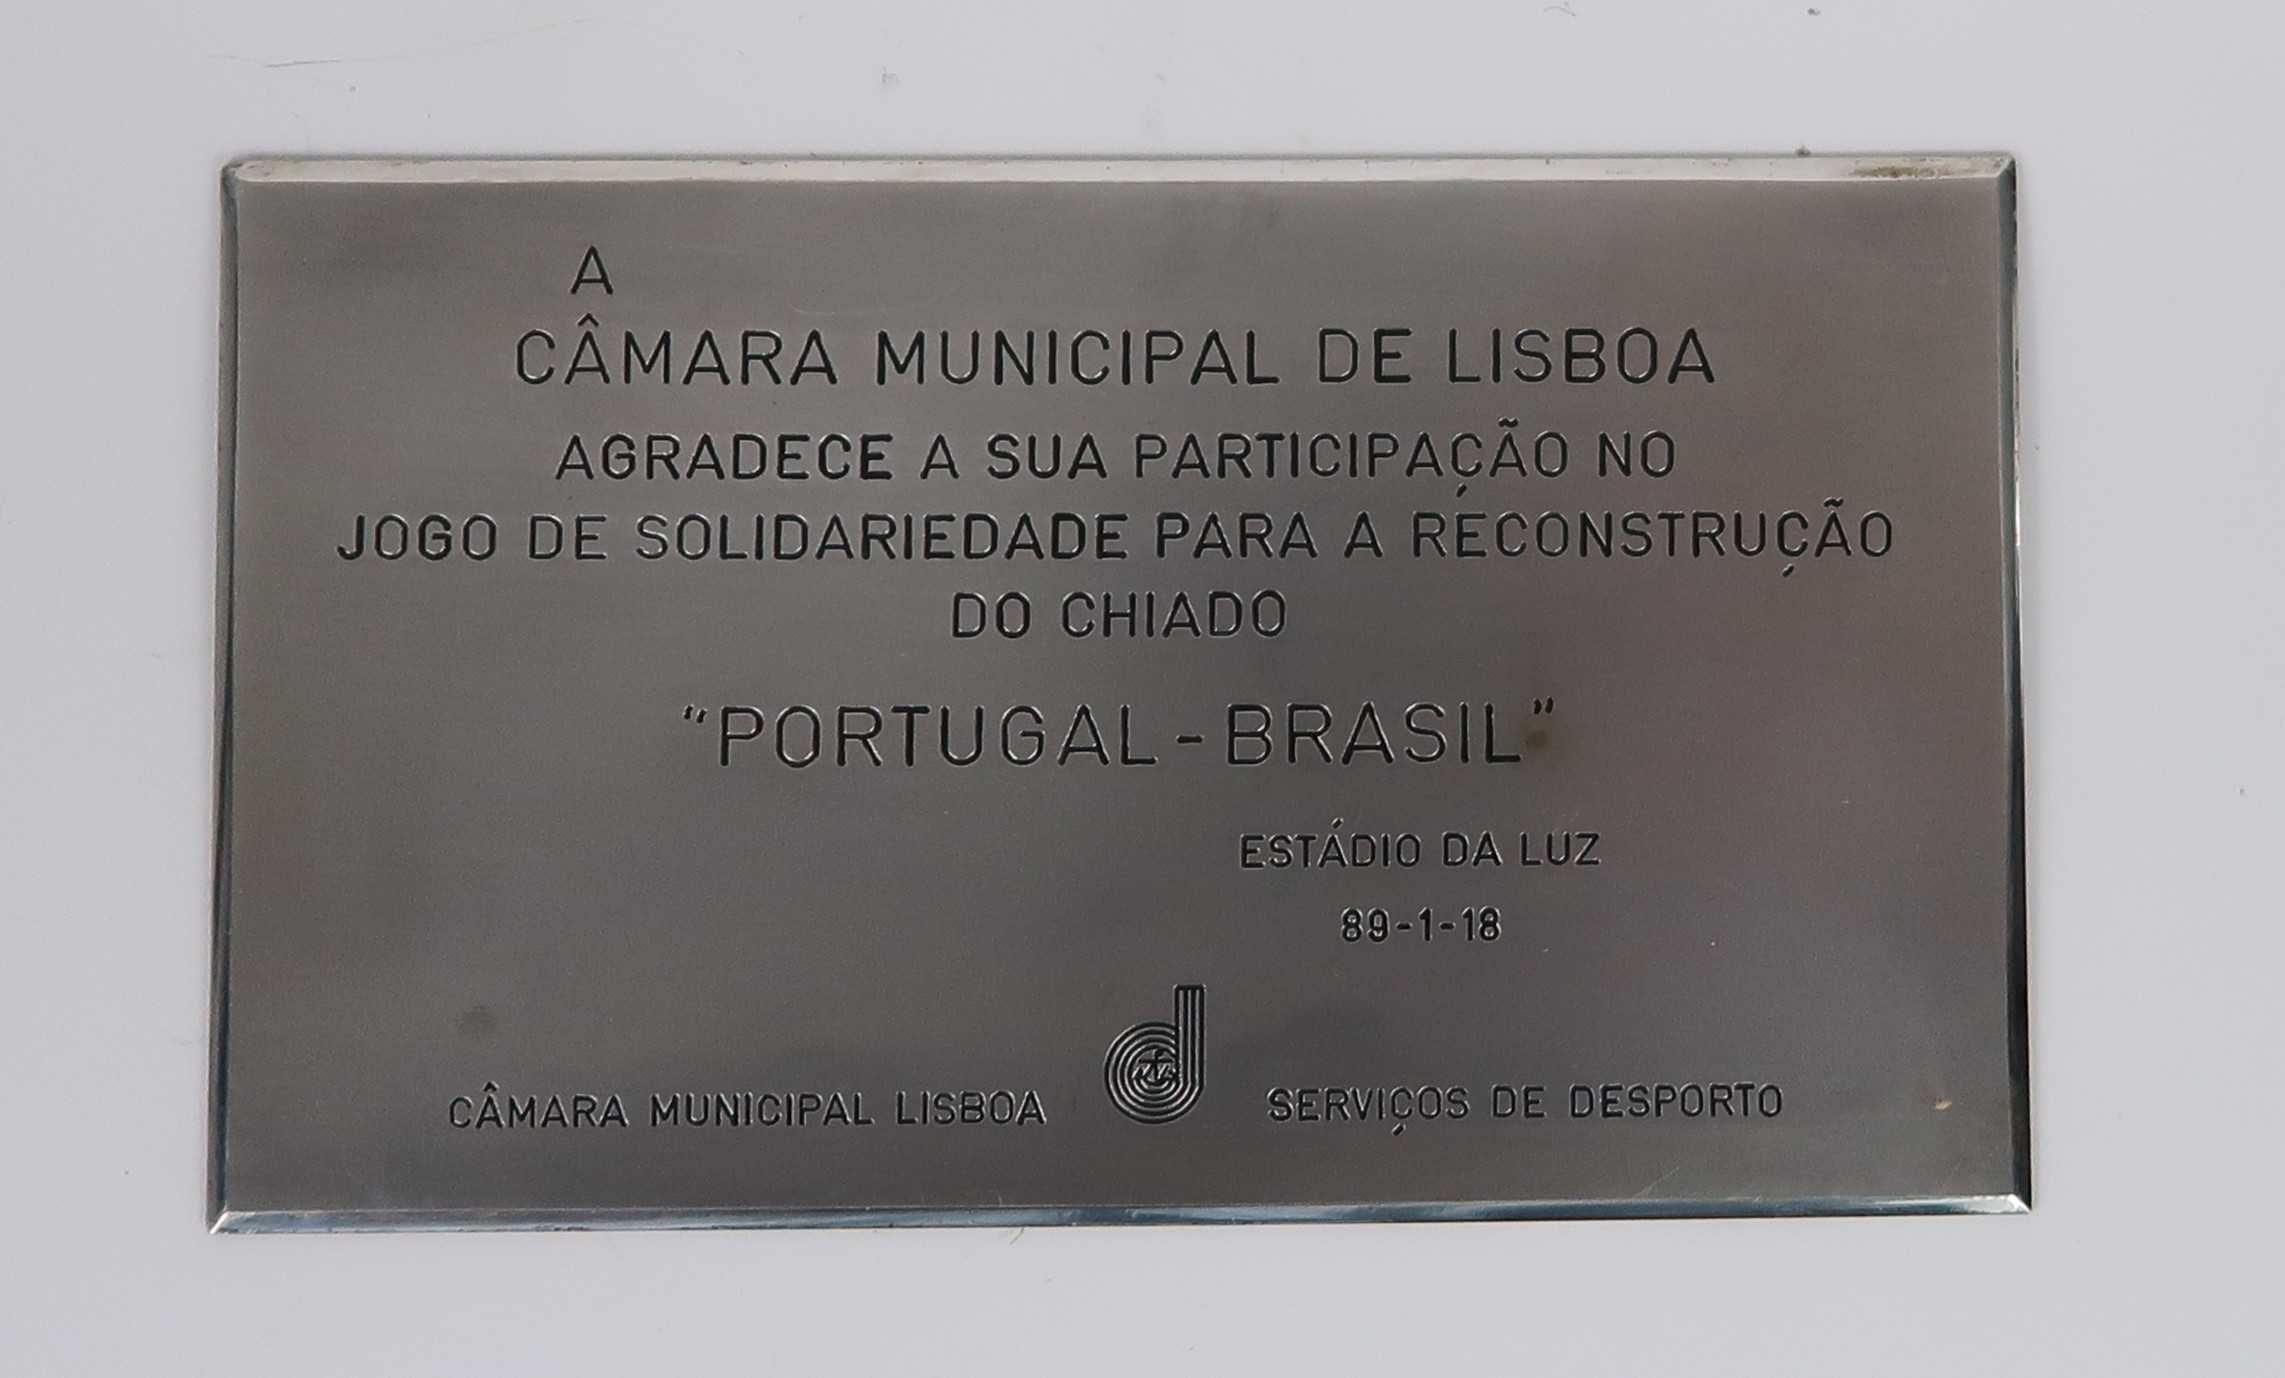 A
CÂMARA MUNICIPAL DE LISBOA
AGRADECE A SUA PARTICIPAÇÃO NO
JOGO DE SOLIDARIEDADE PARA A RECONSTRUÇÃO
DO CHIADO
“PORTUGAL - BRASIL”
ESTÁDIO DA LUZ
89-1-18
CÂMARA MUNICIPAL LISBOA d SERVIÇOS DE DESPORTO